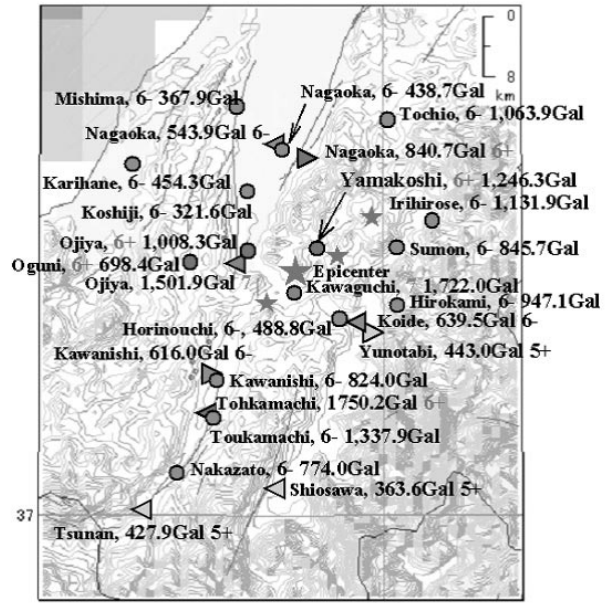 0
8
km
Nagaoka, 6- 438.7Gal
Mishima, 6- 367.9Gal
Tochio, 6- 1,063.9Gal
Nagaoka, 543.9Gal 6-
Nagaoka, 840.7Gal 6+
Karihane, 6- 454.3Gal
Yamakoshi, 6+ 1,246.3Gal
Irihirose, 6- 1,131.9Gal
Koshiji, 6- 321.6Gal
Ojiya, 6+ 1,008.3Gal
Sumon, 6- 845.7Gal
Oguni, 6+ 698.4Gal
Epicenter
Ojiya, 1,501.9Gal 7
Kawaguchi, 7 1,722.0Gal
Hirokami, 6- 947.1Gal
Horinouchi, 6-, 488.8Gal
Koide, 639.5Gal 6-
Yunotabi, 443.0Gal 5+
Kawanishi, 616.0Gal 6-
Kawanishi, 6- 824.0Gal
Tohkamachi, 1750.2Gal 6+
Toukamachi, 6- 1,337.9Gal
Nakazato, 6- 774.0Gal
Shiosawa, 363.6Gal 5+
37
Tsunan, 427.9Gal 5+